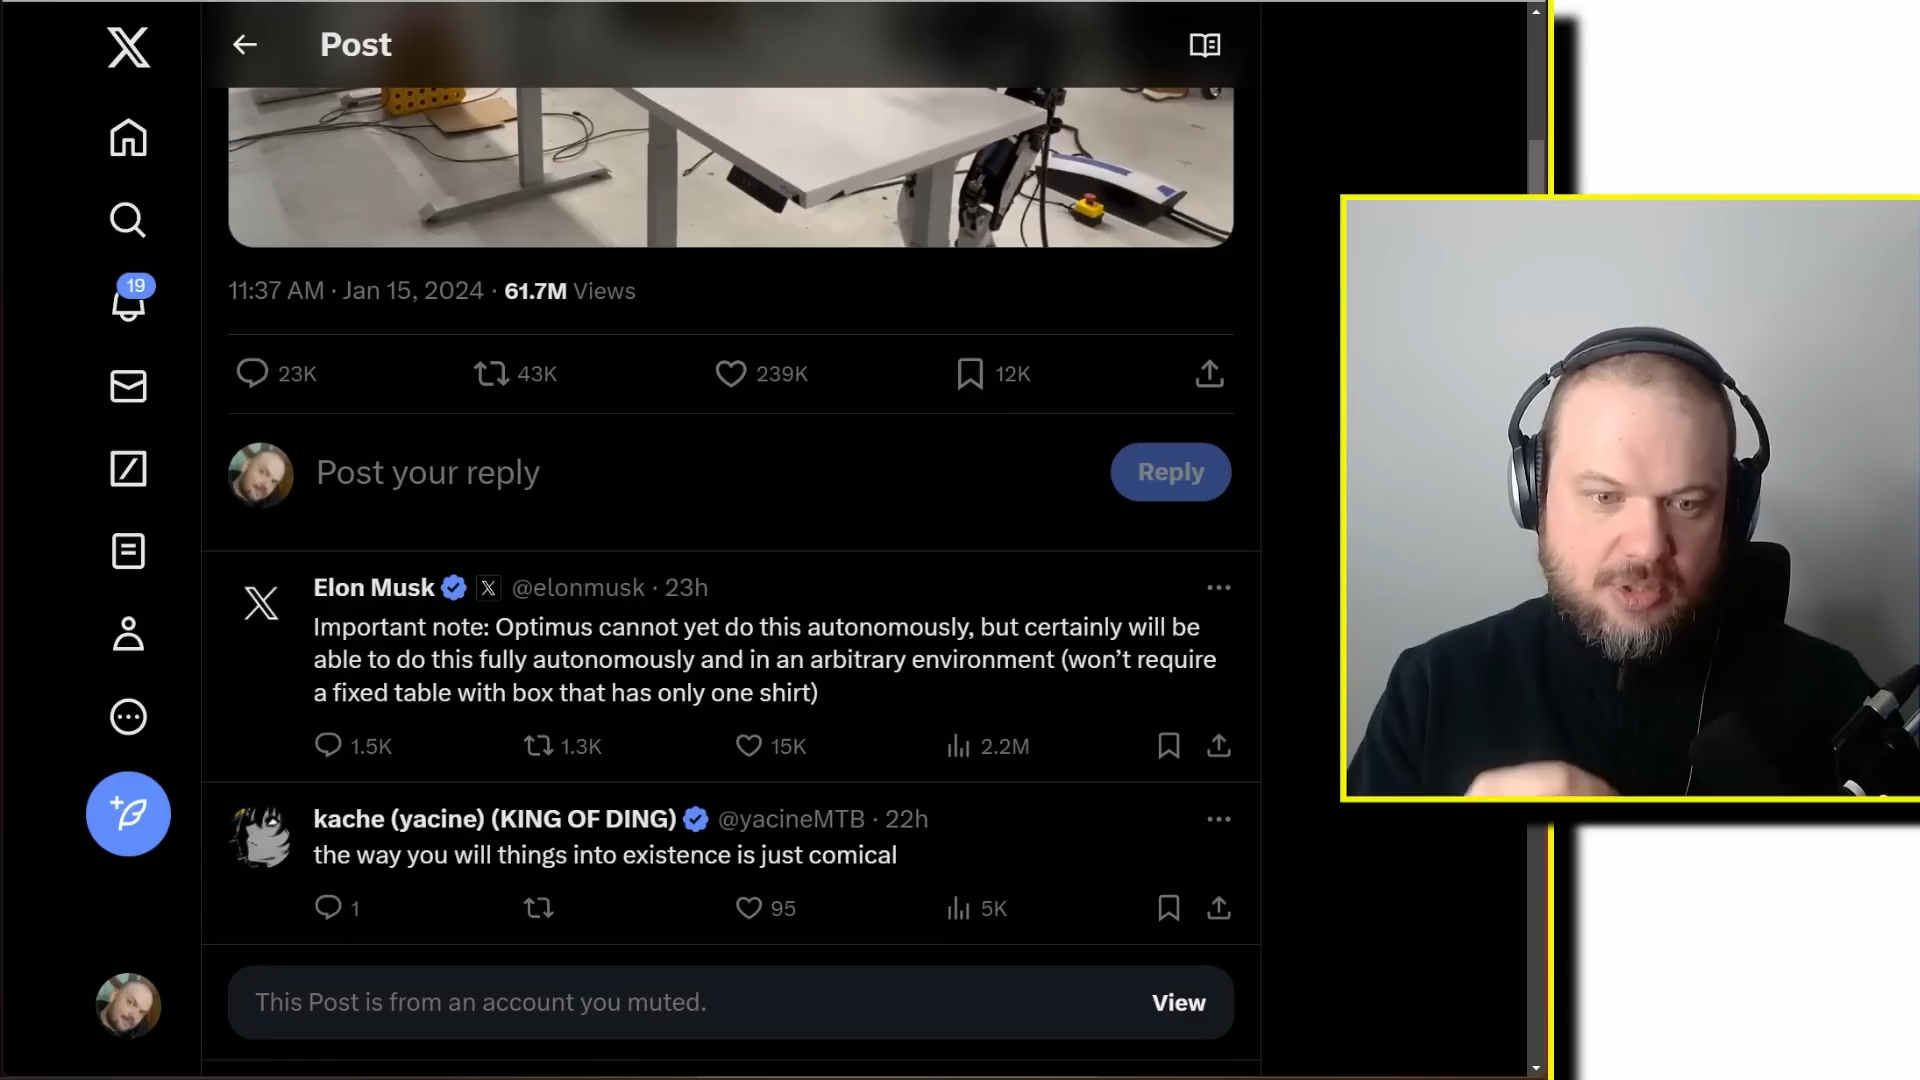 Post
11:37 AM · Jan 15, 2024 · 61.7M Views
23K 43K 239K 12K
Post your reply
Reply
19
Elon Musk @elonmusk · 23h
Important note: Optimus cannot yet do this autonomously, but certainly will be
able to do this fully autonomously and in an arbitrary environment (won’t require
a fixed table with box that has only one shirt)
1.5K 1.3K 15K 2.2M
kache (yacine) (KING OF DING) @yacineMTB · 22h
the way you will things into existence is just comical
1 95 5K
This Post is from an account you muted.
View